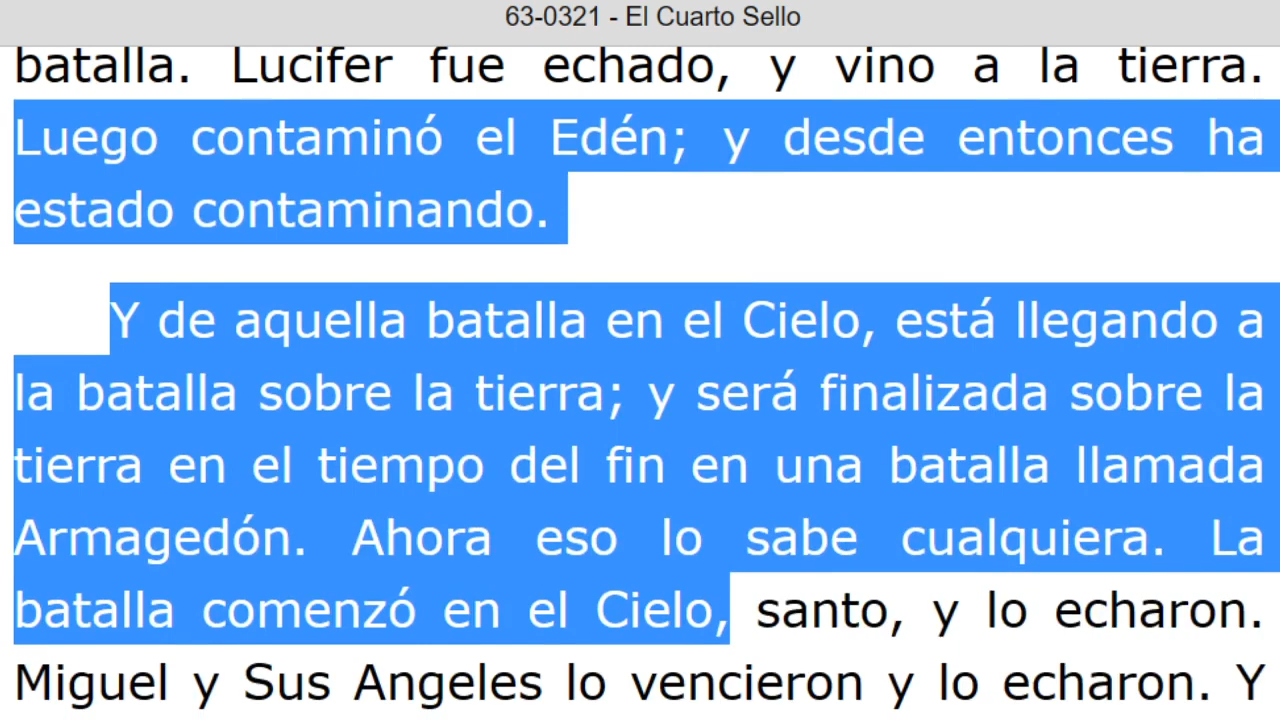 63-0321 - El Cuarto Sello
batalla. Lucifer fue echado, y vino a la tierra.
Luego contaminó el Edén; y desde entonces ha
estado contaminando.
Y de aquella batalla en el Cielo, está llegando a
la batalla sobre la tierra; y será finalizada sobre la
tierra en el tiempo del fin en una batalla llamada
Armagedón. Ahora eso lo sabe cualquiera. La
batalla comenzó en el Cielo, santo, y lo echaron.
Miguel y Sus Angeles lo vencieron y lo echaron. Y